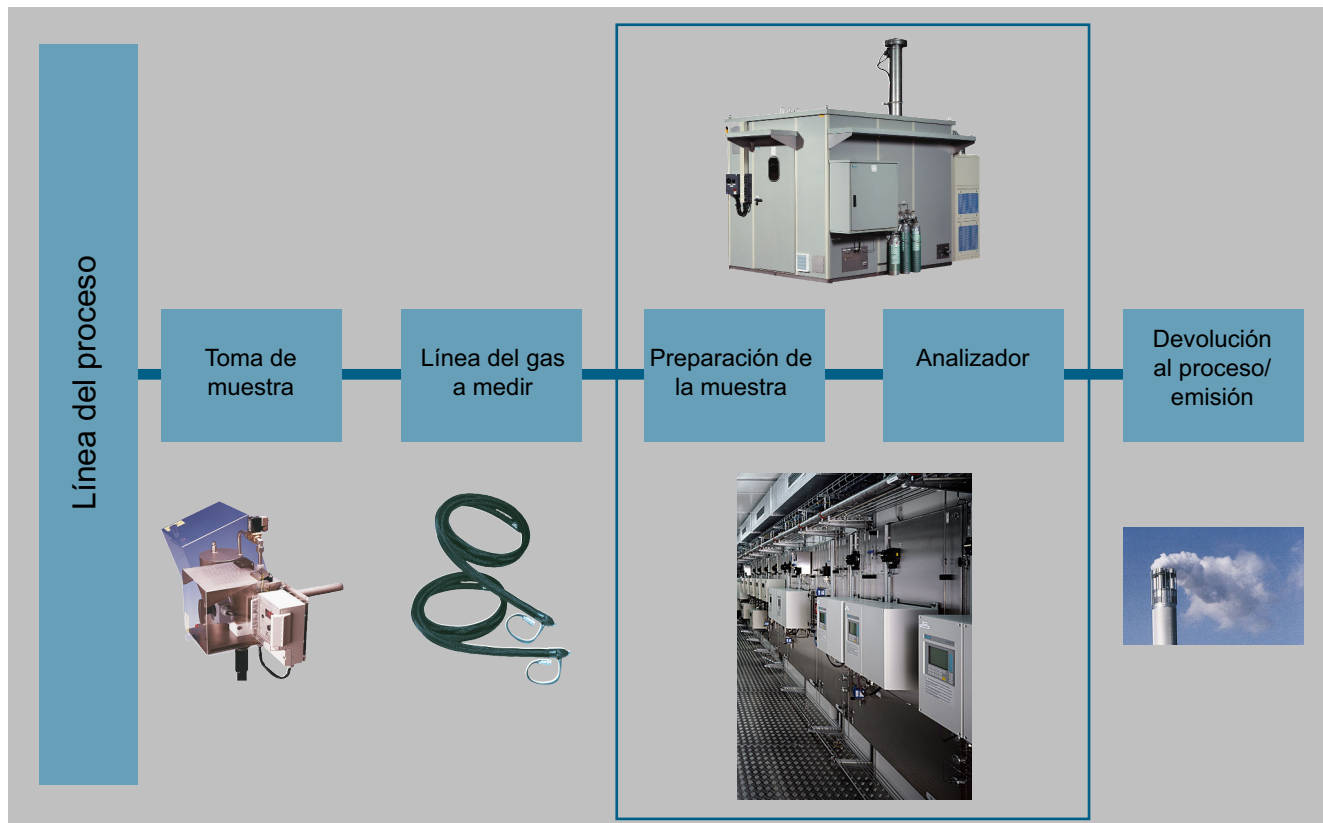 Línea del proceso
Toma de
muestra
Línea del gas
a medir
Preparación de
la muestra
Analizador
Devolución
al proceso/
emisión